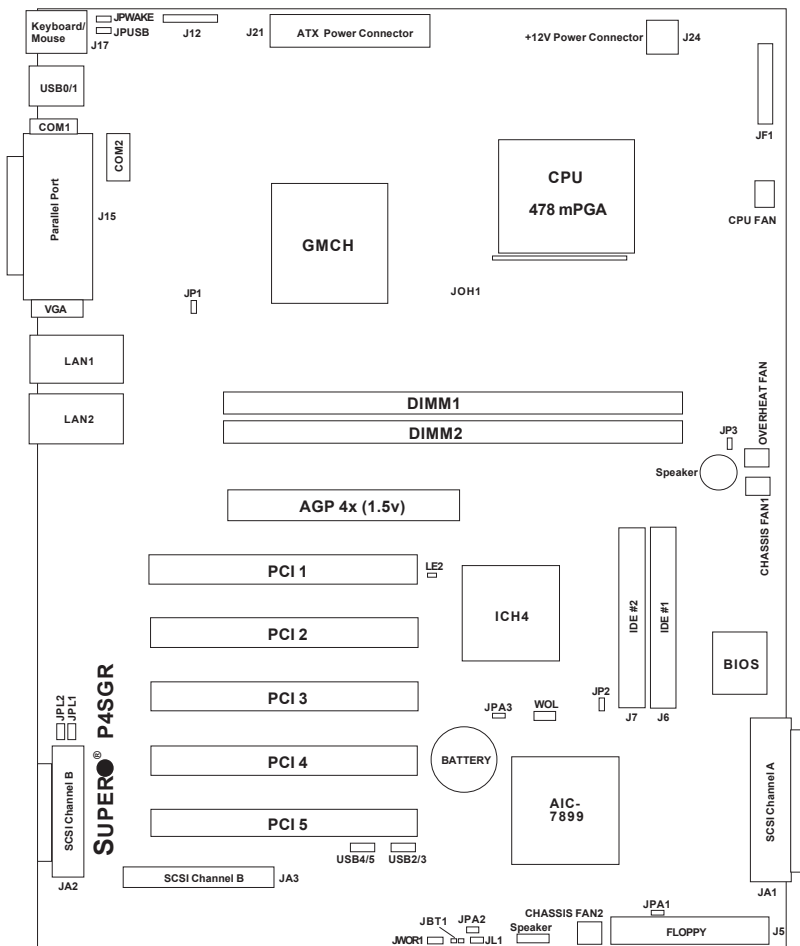 Keyboard/
Mouse
JPWAKE
JPUSB
J17
J12
J21
ATX Power Connector
+12V Power Connector
J24
USB0/1
COM1
COM2
JF1
Parallel Port
J15
CPU
478 mPGA
CPU FAN
GMCH
JOH1
JP1
VGA
LAN1
LAN2
DIMM1
DIMM2
JP3
OVERHEAT FAN
Speaker
CHASSIS FAN1
AGP 4x (1.5v)
PCI 1
LE2
ICH4
IDE #2
IDE #1
PCI 2
BIOS
PCI 3
JPL2
JPL1
SUPER® P4SGR
JPA3
WOL
JP2
J7
J6
PCI 4
BATTERY
AIC-
7899
SCSI Channel A
SCSI Channel B
PCI 5
USB4/5
USB2/3
JA2
SCSI Channel B
JA3
JA1
JBT1
JPA2
CHASSIS FAN2
Speaker
JPA1
JWOR1
JL1
FLOPPY
J5